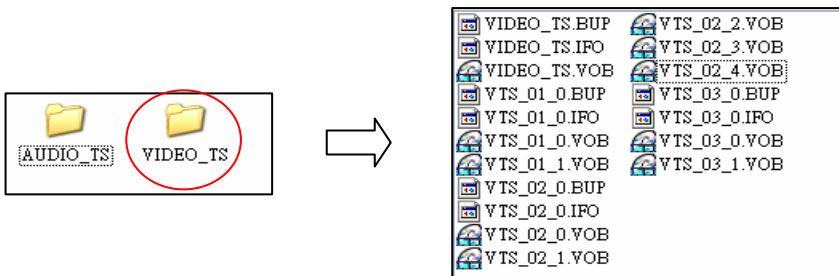 AUDIO_TS
VIDEO_TS
VIDEO_TS.BUP
VIDEO_TS.IFO
VIDEO_TS.VOB
VTS_01_0.BUP
VTS_01_0.IFO
VTS_01_0.VOB
VTS_01_1.VOB
VTS_02_0.BUP
VTS_02_0.IFO
VTS_02_0.VOB
VTS_02_1.VOB
VTS_02_2.VOB
VTS_02_3.VOB
VTS_02_4.VOB
VTS_03_0.BUP
VTS_03_0.IFO
VTS_03_0.VOB
VTS_03_1.VOB